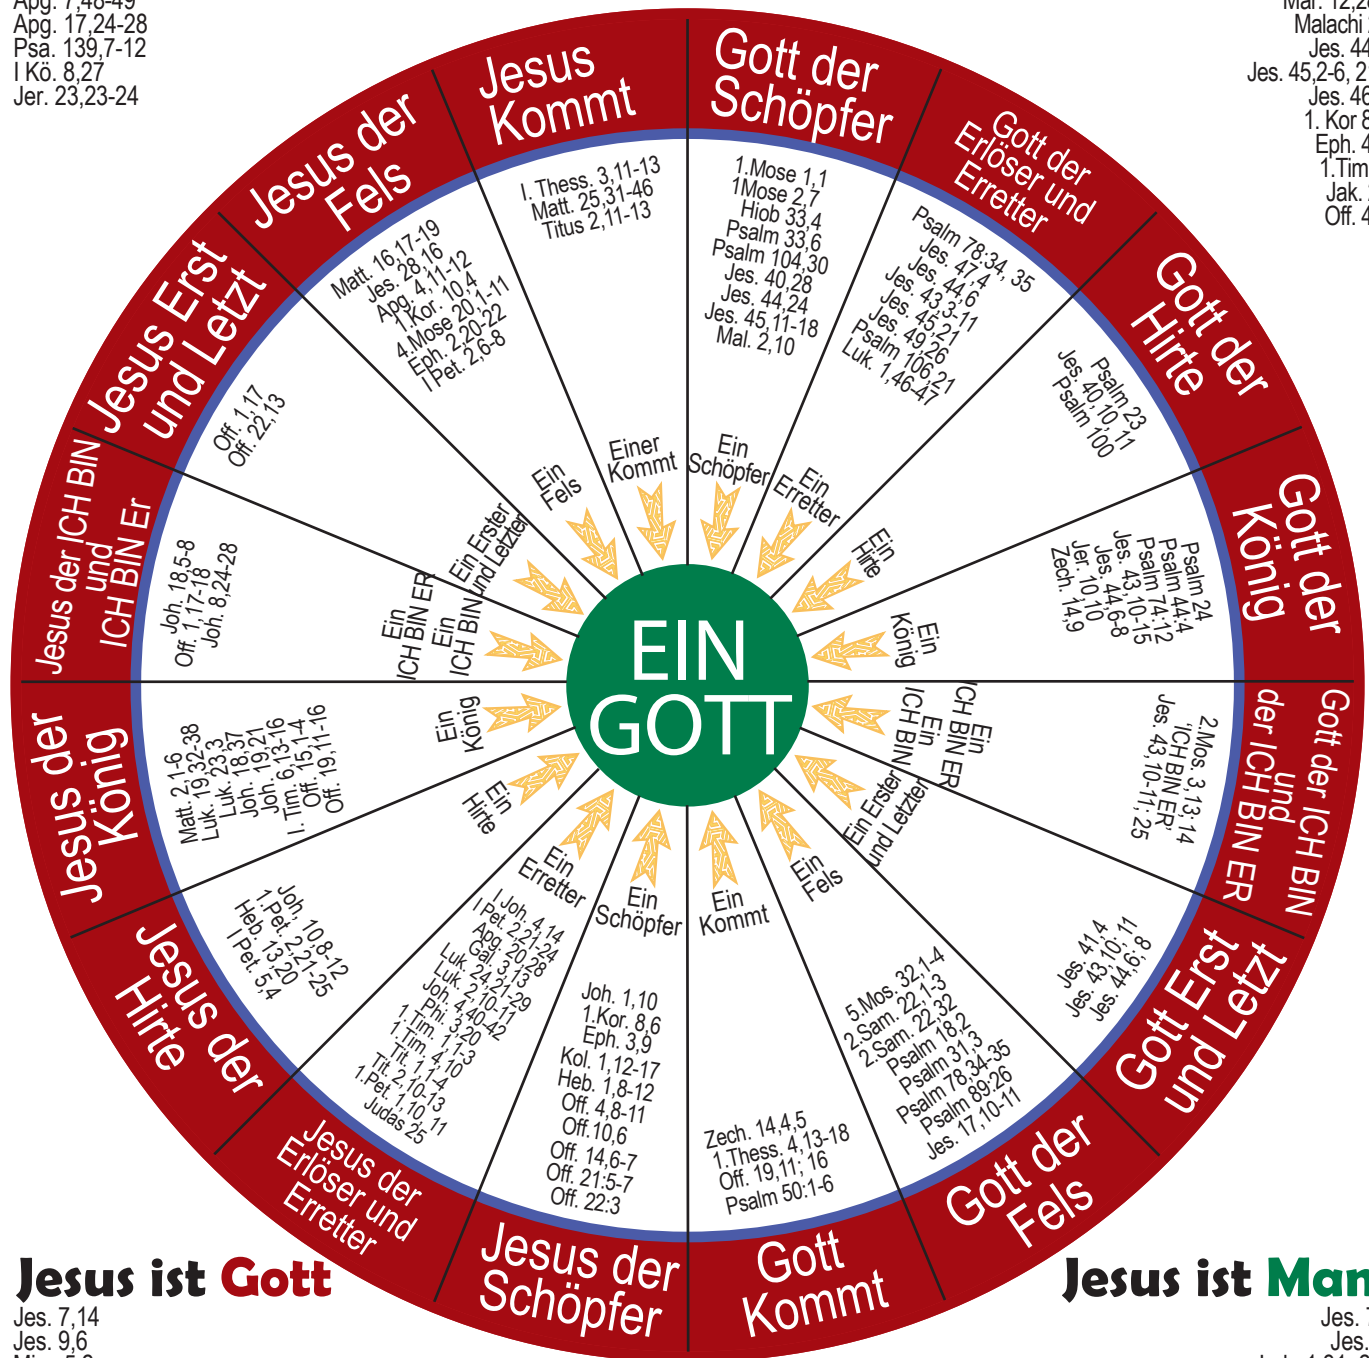 Apg. 7,48-49
Apg. 17,24-28
Psa. 139,7-12
I Kö. 8,27
Jer. 23,23-24
Malachi
Jes. 44
Jes. 45,2-6, 2
Jes. 46
1. Kor 8
Eph. 4
1.Tim
Jak.
Off. 4
Gott der
Schöpfer
1.Mose 1,1
1Mose 2,7
Hiob 33,4
Psalm 33,6
Psalm 104,30
Jes. 40,28
Jes. 44,24
Jes. 45,11-18
Mal. 2,10
Ein
Schöpfer
Gott der
Erlöser und
Erretter
Psalm 78:34, 35
Jes. 47,4
Jes. 44,6
Jes. 43,3-11
Jes. 45,21
Jes. 49,26
Psalm 106,21
Luk. 1,46-47
Ein
Erretter
Gott der
Hirte
Psalm 23
Jes. 40,10, 11
Psalm 100
Ein
Hirte
Gott der
König
Psalm 24
Psalm 44:4
Psalm 74:12
Jes. 43,10-15
Jes. 44,6-8
Jer. 10,10
Zech. 14,9
Ein
König
Gott der ICH BIN
und
der ICH BIN ER
2.Mos. 3,13;14
"ICH BIN ER'
Jes. 43,10-11; 25
Ein
ICH BIN ER
Ein
ICH BIN
Gott Erst
und Letzt
Jes. 41,4
Jes. 43,10; 11
Jes. 44,6; 8
Ein Erster
und Letzter
Gott der
Fels
5.Mos. 32,1-4
2.Sam. 22,1-3
2.Sam. 22,32
Psalm 18,2
Psalm 31,3
Psalm 78,34-35
Psalm 89-26
Jes. 17,10-11
Ein
Fels
Gott
Kommt
Zech. 14,4,5
1.Thess. 4,13-18
Off. 19,11; 16
Psalm 50:1-6
Ein
Kommt
Jesus der
Schöpfer
Joh. 1,10
1.Kor. 8,6
Eph. 3,9
Kol. 1,12-17
Heb. 1,8-12
Off. 4,8-11
Off.10,6
Off. 14,6-7
Off. 21:5-7
Off. 22:3
Ein
Schöpfer
Jesus der
Erlöser und
Erretter
I Joh. 4,14
I Pet. 2,21-24
Apg. 20,28
Gal. 3,13
Luk. 24,21-29
Luk. 2,10-11
Joh. 4,40-42
Phi. 3,20
1.Tim. 1,1-3
1.Tim, 4,10
Tit. 1,1-4
Tit. 2,10-13
1.Pet. 1,10, 11
Judas 25
Ein
Erretter
Jesus der
Hirte
Joh, 10,8-12
1.Pet. 2,21-25
Heb. 13,20
I Pet. 5,4
Ein
Hirte
Jesus der
König
Matt. 2,1-6
Luk. 19,32-38
Luk. 23,3
Joh. 18,37
Joh. 19,21
I. Tim. 6,13-16
Off. 15,1-4
Off. 19,11-16
Ein
König
Jesus der ICH BIN
und
ICH BIN Er
Joh. 18,5-8
Off. 1,17-18
Joh. 8,24-28
Ein
ICH BIN ER
Ein
ICH BIN
Jesus Erst
und Letzt
Off. 1,17
Off. 22,13
Ein Erster
und Letzter
Jesus der
Fels
Matt. 16,17-19
Jes. 28,16
Apg. 4,11-12
1.Kor. 10,4
4.Mose 20,1-11
Eph. 2,20-22
I Pet. 2,6-8
Ein
Fels
Jesus
Kommt
I. Thess. 3,11-13
Matt. 25,31-46
Titus 2,11-13
Einer
Kommt
EIN
GOTT
Jesus ist Gott
Jes. 7,14
Jes. 9,6
Jesus ist Man
Jes.
Jes.